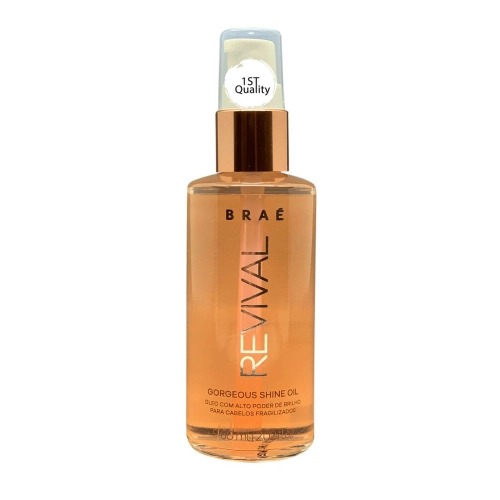 1ST
Quality
BRAÉ
REVIVAL
GORGEOUS SHINE OIL
ÓLEO COM ALTO PODER DE BRILHO
PARA CABELOS FRAGILIZADOS